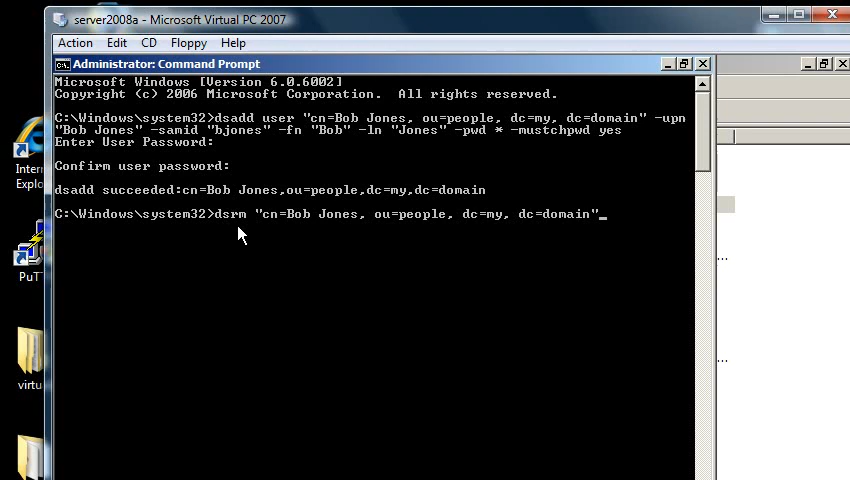 server2008a - Microsoft Virtual PC 2007
Action Edit CD Floppy Help
Administrator: Command Prompt
Microsoft Windows [Version 6.0.6002]
Copyright (c) 2006 Microsoft Corporation. All rights reserved.
C:\Windows\system32>dsadd user "cn=Bob Jones, ou=people, dc=my, dc=domain" -upn
"Bob Jones" -samid "bjones" -fn "Bob" -ln "Jones" -pwd * -mustchpwd yes
Enter User Password:
Confirm user password:
dsadd succeeded:cn=Bob Jones,ou=people,dc=my,dc=domain
C:\Windows\system32>dsrm "cn=Bob Jones, ou=people, dc=my, dc=domain"_
Intern
Explo
PuT
virtu
...
...